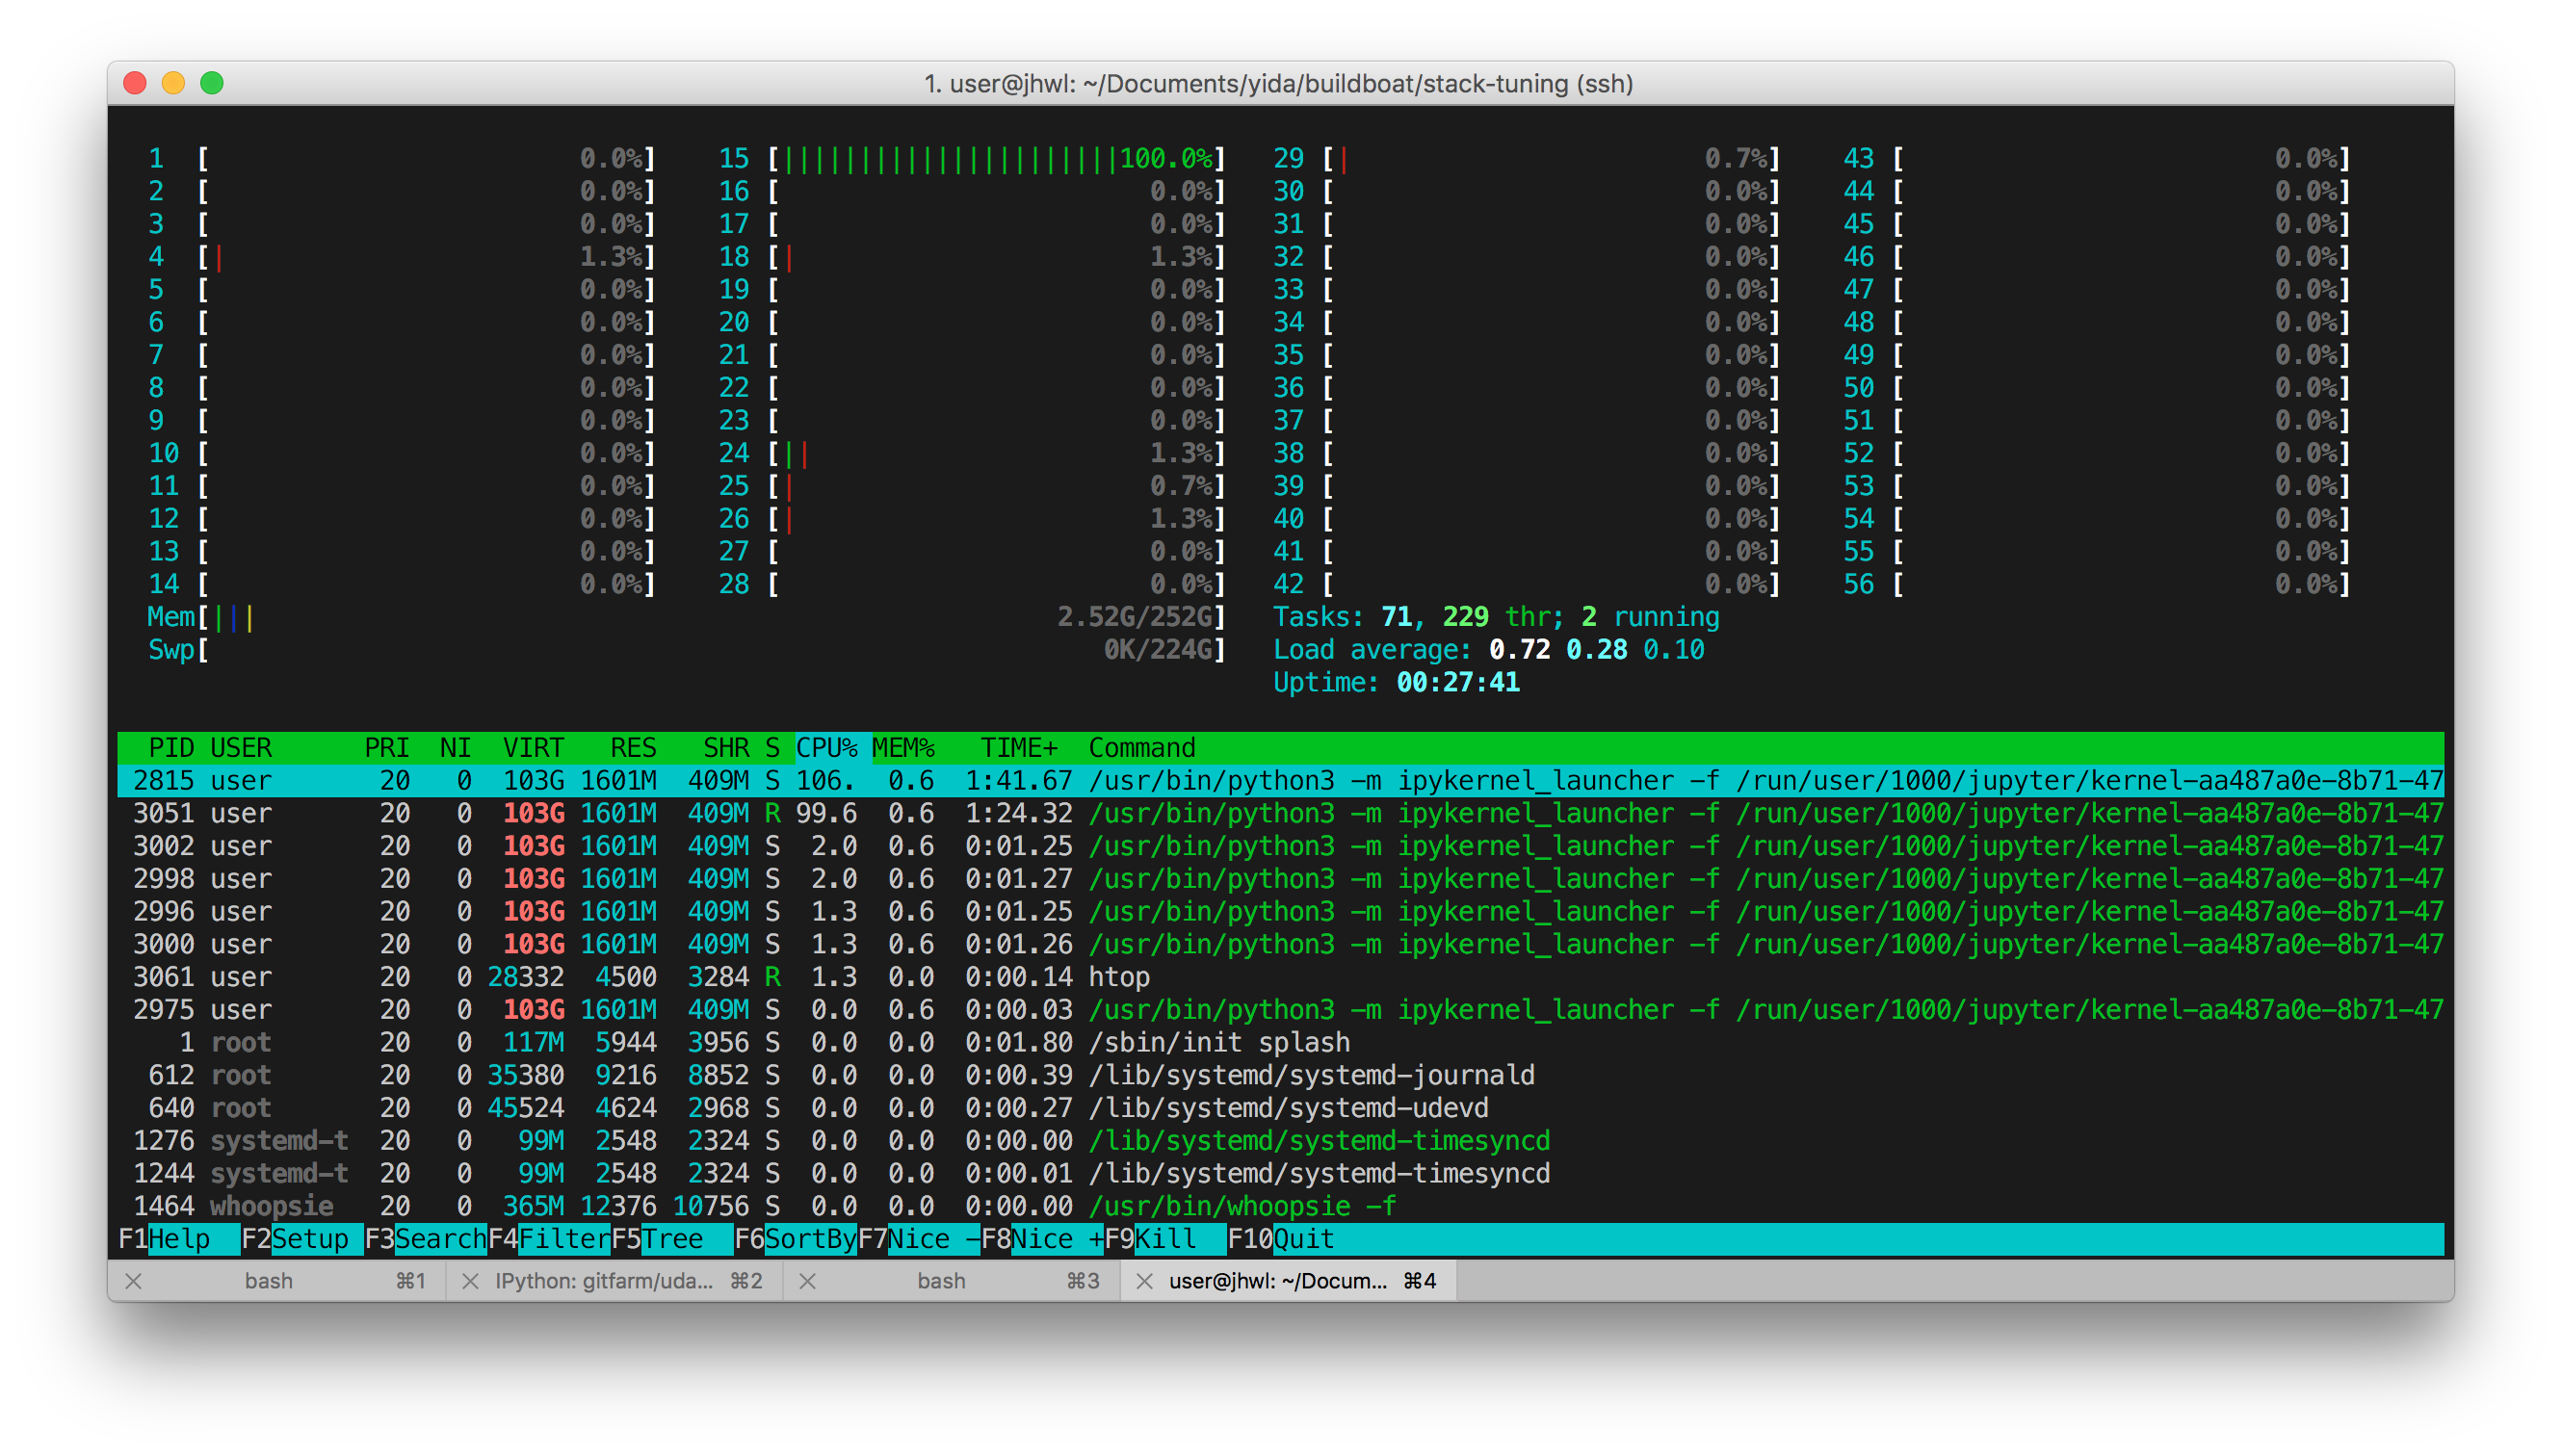 1. user@jhwl: ~/Documents/yida/buildboat/stack-tuning (ssh)
1 [ 0.0%] 15 [||||||||||||||||||||||100.0%] 29 [| 0.7%] 43 [ 0.0%]
2 [ 0.0%] 16 [ 0.0%] 30 [ 0.0%] 44 [ 0.0%]
3 [ 0.0%] 17 [ 0.0%] 31 [ 0.0%] 45 [ 0.0%]
4 [| 1.3%] 18 [| 1.3%] 32 [ 0.0%] 46 [ 0.0%]
5 [ 0.0%] 19 [ 0.0%] 33 [ 0.0%] 47 [ 0.0%]
6 [ 0.0%] 20 [ 0.0%] 34 [ 0.0%] 48 [ 0.0%]
7 [ 0.0%] 21 [ 0.0%] 35 [ 0.0%] 49 [ 0.0%]
8 [ 0.0%] 22 [ 0.0%] 36 [ 0.0%] 50 [ 0.0%]
9 [ 0.0%] 23 [ 0.0%] 37 [ 0.0%] 51 [ 0.0%]
10 [ 0.0%] 24 [|| 1.3%] 38 [ 0.0%] 52 [ 0.0%]
11 [ 0.0%] 25 [| 0.7%] 39 [ 0.0%] 53 [ 0.0%]
12 [ 0.0%] 26 [| 1.3%] 40 [ 0.0%] 54 [ 0.0%]
13 [ 0.0%] 27 [ 0.0%] 41 [ 0.0%] 55 [ 0.0%]
14 [ 0.0%] 28 [ 0.0%] 42 [ 0.0%] 56 [ 0.0%]
Mem[||| 2.52G/252G] Tasks: 71, 229 thr; 2 running
Swp[ 0K/224G] Load average: 0.72 0.28 0.10
Uptime: 00:27:41
PID USER PRI NI VIRT RES SHR S CPU% MEM% TIME+ Command
2815 user 20 0 103G 1601M 409M S 106. 0.6 1:41.67 /usr/bin/python3 -m ipykernel_launcher -f /run/user/1000/jupyter/kernel-aa487a0e-8b71-47
3051 user 20 0 103G 1601M 409M R 99.6 0.6 1:24.32 /usr/bin/python3 -m ipykernel_launcher -f /run/user/1000/jupyter/kernel-aa487a0e-8b71-47
3002 user 20 0 103G 1601M 409M S 2.0 0.6 0:01.25 /usr/bin/python3 -m ipykernel_launcher -f /run/user/1000/jupyter/kernel-aa487a0e-8b71-47
2998 user 20 0 103G 1601M 409M S 2.0 0.6 0:01.27 /usr/bin/python3 -m ipykernel_launcher -f /run/user/1000/jupyter/kernel-aa487a0e-8b71-47
2996 user 20 0 103G 1601M 409M S 1.3 0.6 0:01.25 /usr/bin/python3 -m ipykernel_launcher -f /run/user/1000/jupyter/kernel-aa487a0e-8b71-47
3000 user 20 0 103G 1601M 409M S 1.3 0.6 0:01.26 /usr/bin/python3 -m ipykernel_launcher -f /run/user/1000/jupyter/kernel-aa487a0e-8b71-47
3061 user 20 0 28332 4500 3284 R 1.3 0.0 0:00.14 htop
2975 user 20 0 103G 1601M 409M S 0.0 0.6 0:00.03 /usr/bin/python3 -m ipykernel_launcher -f /run/user/1000/jupyter/kernel-aa487a0e-8b71-47
1 root 20 0 117M 5944 3956 S 0.0 0.0 0:01.80 /sbin/init splash
612 root 20 0 35380 9216 8852 S 0.0 0.0 0:00.39 /lib/systemd/systemd-journald
640 root 20 0 45524 4624 2968 S 0.0 0.0 0:00.27 /lib/systemd/systemd-udevd
1276 systemd-t 20 0 99M 2548 2324 S 0.0 0.0 0:00.00 /lib/systemd/systemd-timesyncd
1244 systemd-t 20 0 99M 2548 2324 S 0.0 0.0 0:00.01 /lib/systemd/systemd-timesyncd
1464 whoopsie 20 0 365M 12376 10756 S 0.0 0.0 0:00.00 /usr/bin/whoopsie -f
F1Help F2Setup F3SearchF4FilterF5Tree F6SortByF7Nice -F8Nice +F9Kill F10Quit
bash ⌘1 IPython: gitfarm/uda... ⌘2 bash ⌘3 user@jhwl: ~/Docum... ⌘4